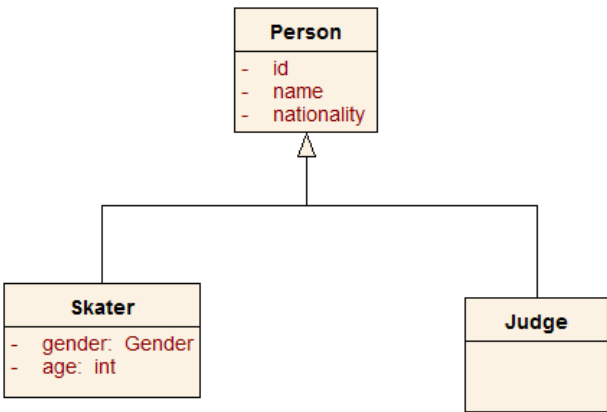 Person
- id
- name
- nationality
Skater
- gender: Gender
- age: int
Judge